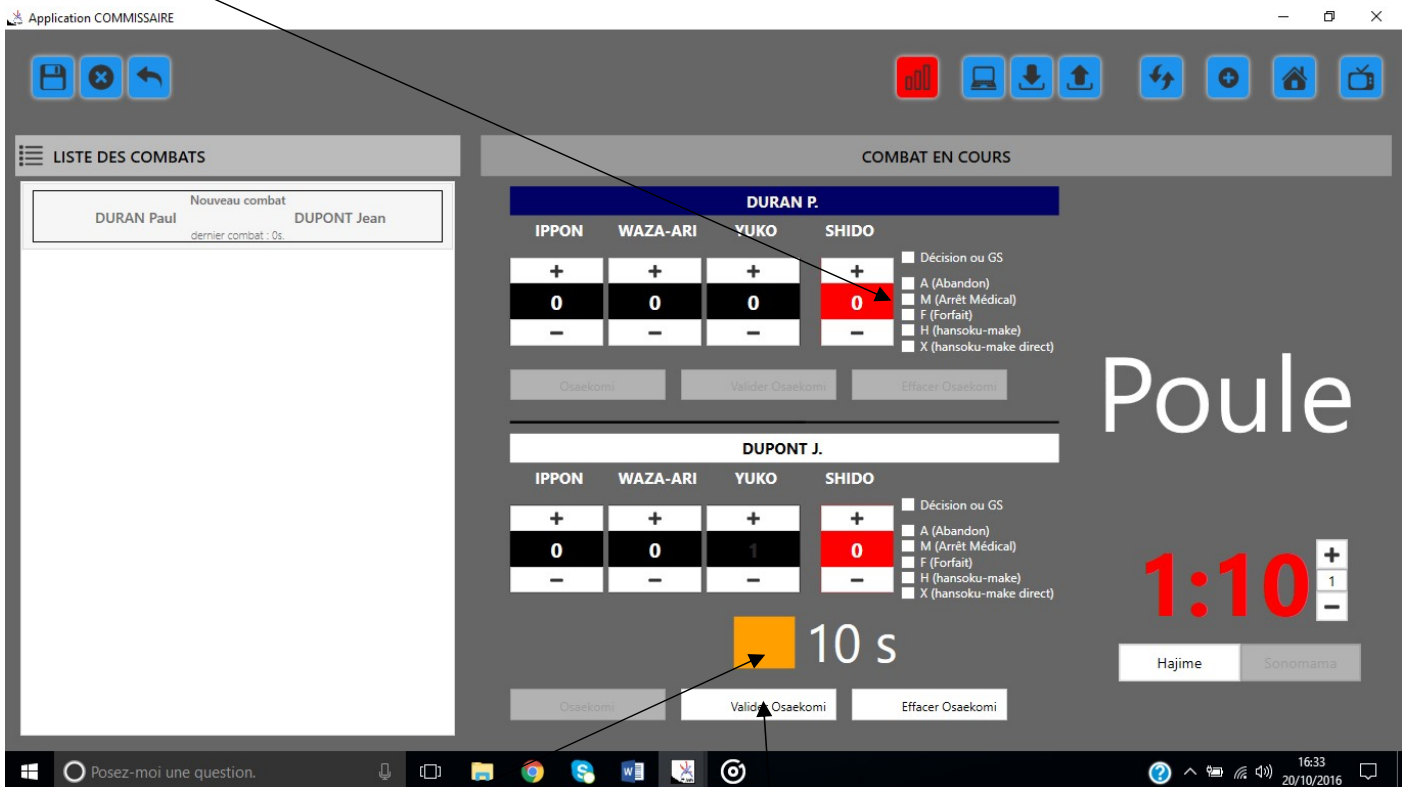 Application COMMISSAIRE
LISTE DES COMBATS
COMBAT EN COURS
Nouveau combat
DURAN Paul DUPONT Jean
dernier combat : 0s.
DURAN P.
IPPON WAZA-ARI YUKO SHIDO
Décision ou GS
+ + + +
A (Abandon)
0 0 0 0
M (Arrêt Médical)
F (Forfait)
− − − −
H (hansoku-make)
X (hansoku-make direct)
Osaekomi Valider Osaekomi Effacer Osaekomi
Poule
DUPONT J.
IPPON WAZA-ARI YUKO SHIDO
Décision ou GS
+ + + +
A (Abandon)
0 0 1 0
M (Arrêt Médical)
F (Forfait)
− − − −
H (hansoku-make)
X (hansoku-make direct)
1:10 + 1 −
10 s
Hajime Sonomama
Osaekomi Valider Osaekomi Effacer Osaekomi
Posez-moi une question.
16:33
20/10/2016